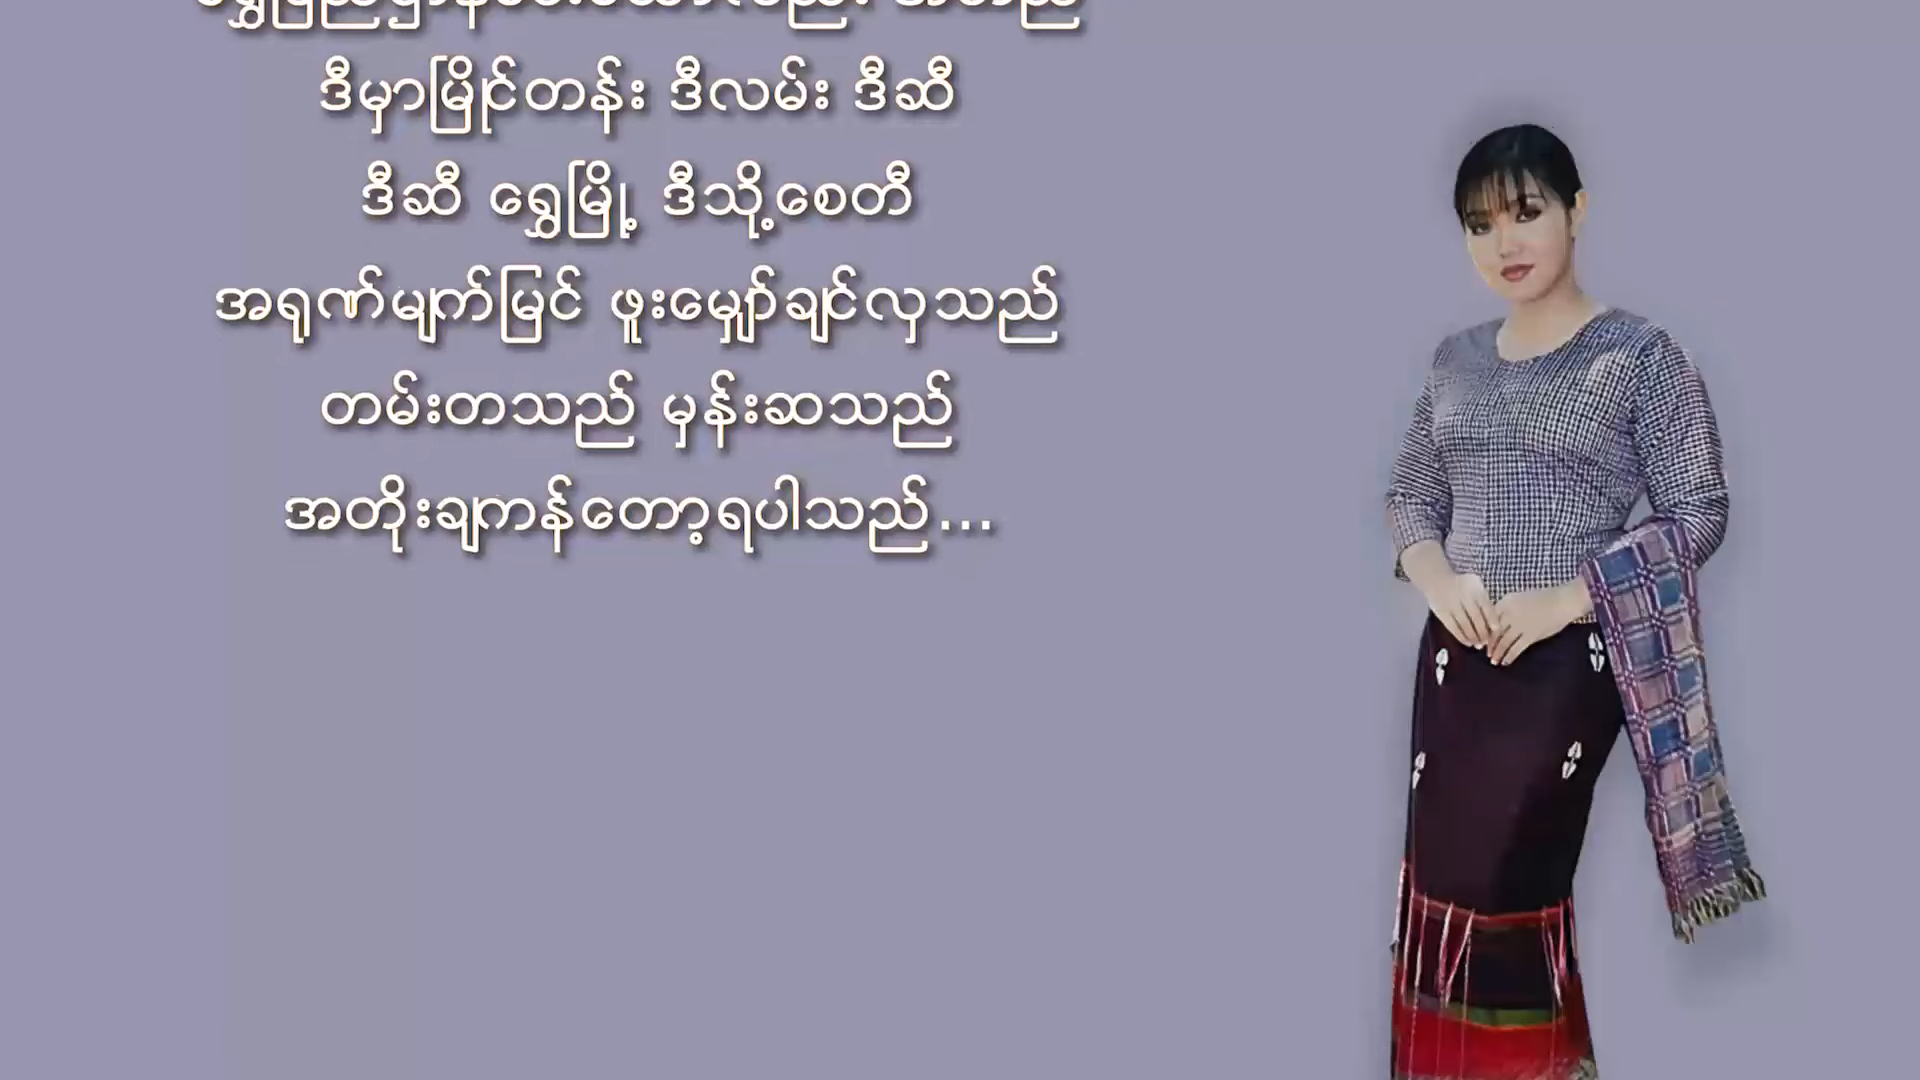 ဒီမှာမြိုင်တန်း ဒီလမ်း ဒီဆီ
ဒီဆီ ရွှေမြို့ ဒီသို့စေတီ
အရုဏ်မျက်မြင် ဖူးမျှော်ချင်လှသည်
တမ်းတသည် မှန်းဆသည်
အတိုးချကန်တော့ရပါသည်...